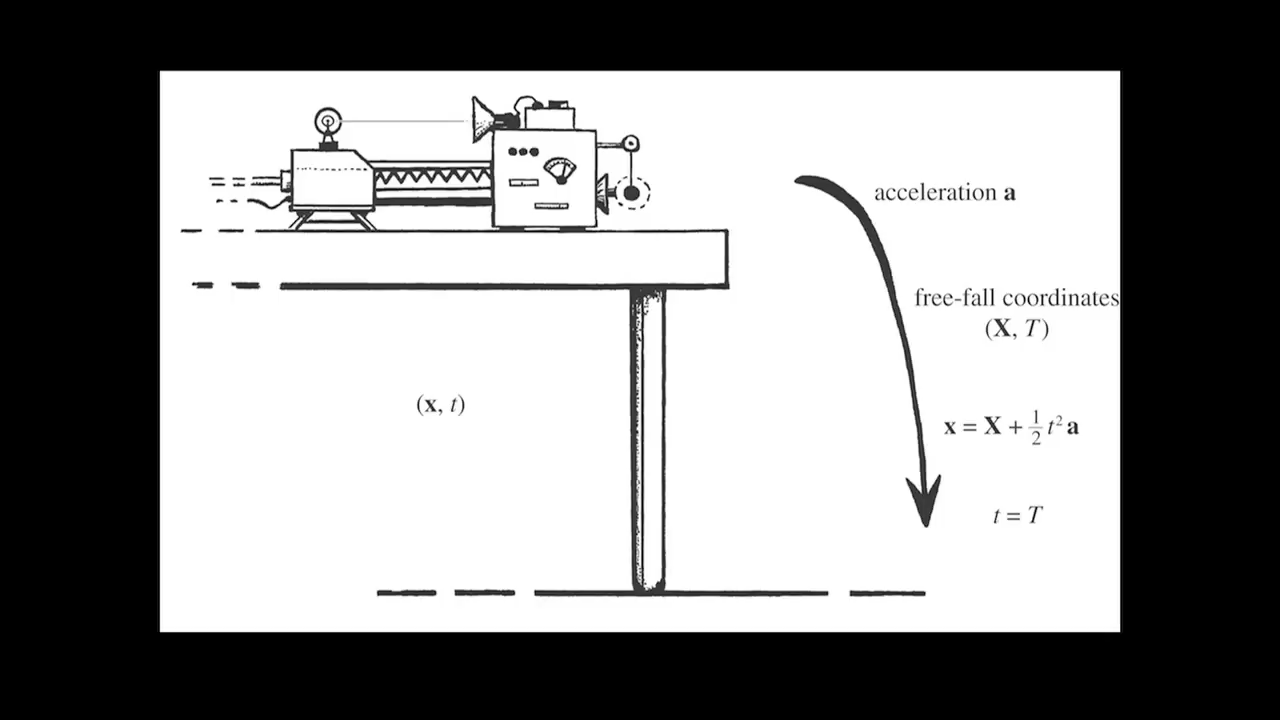 acceleration a
free-fall coordinates
(X, T)
(x, t)
x = X + 1/2 t² a
t = T